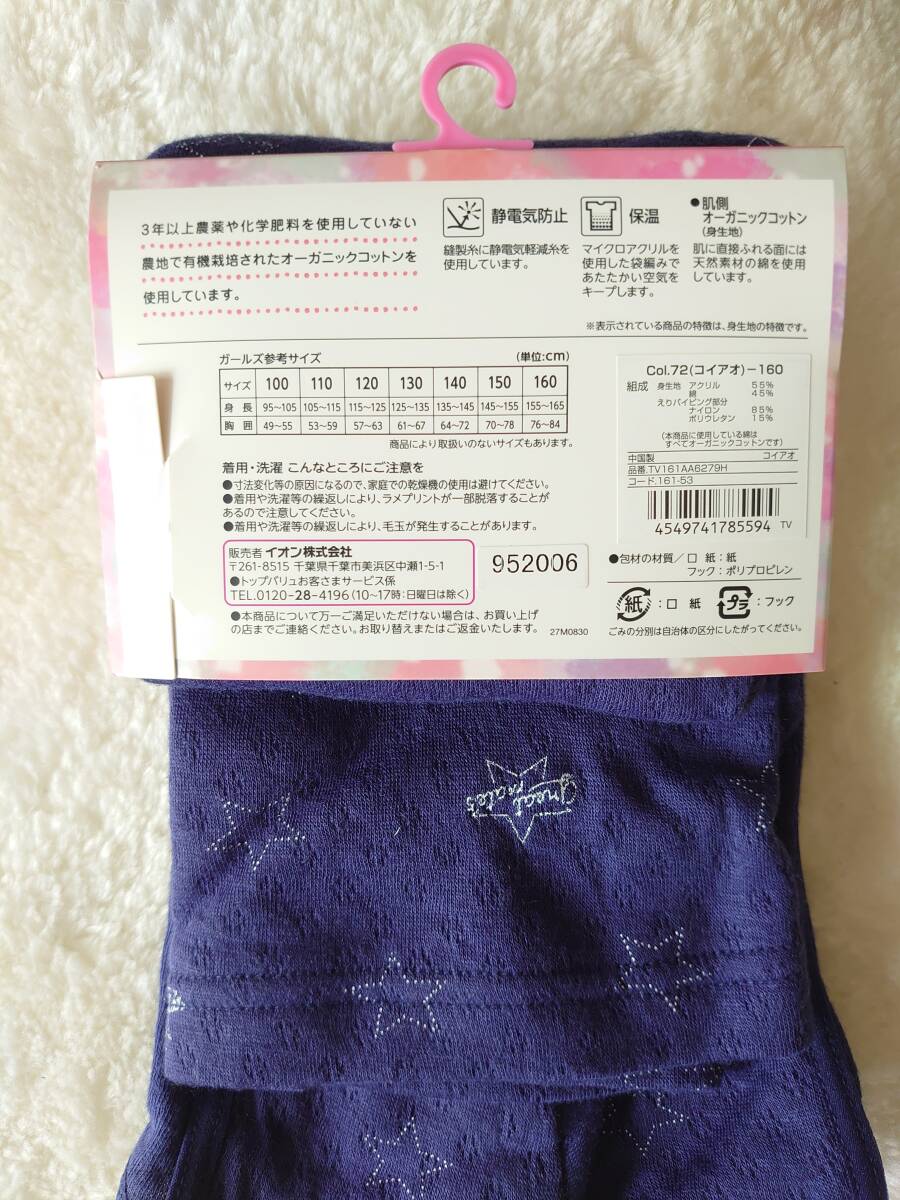 3年以上農薬や化学肥料を使用していない
農地で有機栽培されたオーガニックコットンを
使用しています。
静電気防止
縫製糸に静電気軽減糸を
使用しています。
保温
マイクロアクリルを
使用した袋編みで
あたたかい空気を
キープします。
●肌側
オーガニックコットン
(身生地)
肌に直接ふれる面には
天然素材の綿を使用
しています。
※表示されている商品の特徴は、身生地の特徴です。
ガールズ参考サイズ (単位:cm)
サイズ 100 110 120 130 140 150 160
身長 95~105 105~115 115~125 125~135 135~145 145~155 155~165
胸囲 49~55 53~59 57~63 61~67 64~72 70~78 76~84
商品により取扱いのないサイズもあります。
着用・洗濯 こんなところにご注意を
●寸法変化等の原因になるので、家庭での乾燥機の使用は避けてください。
●着用や洗濯等の繰返しにより、ラメプリントが一部脱落することが
あるので注意してください。
●着用や洗濯等の繰返しにより、毛玉が発生することがあります。
販売者 イオン株式会社
〒261-8515 千葉県千葉市美浜区中瀬1-5-1
●トップバリュお客さまサービス係
TEL.0120-28-4196(10~17時:日曜日は除く)
952006
●本商品について万一ご満足いただけない場合は、お買い上げ
の店までご連絡ください。お取り替えまたはご返金いたします。
27M0830
Col.72(コイアオ)-160
組成 身生地 アクリル 55%
綿 45%
えりパイピング部分
ナイロン 85%
ポリウレタン 15%
(本商品に使用している綿は
すべてオーガニックコットンです)
中国製 コイアオ
品番.TV161AA6279H
コード.161-53
4549741785594 TV
●包材の材質/口紙:紙
フック:ポリプロピレン
紙:口紙 プラ:フック
ごみの分別は自治体の区分にしたがってください。
great
mates